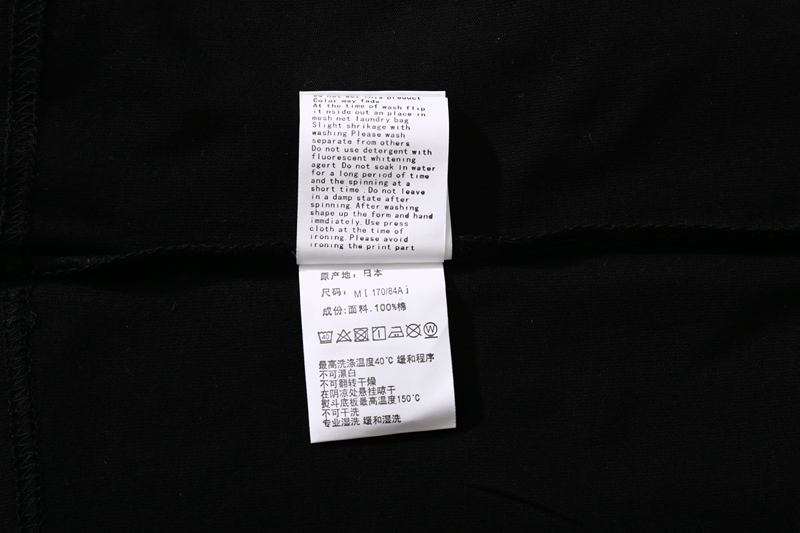 Do not wet this product
Color may fade
At the time of wash flip
it nside out an place in
mesh net laundry bag
Slight shrikage with
washing Please wash
separate from others
Do not use detergent with
fluorescent whitening
agert Do not soak in water
for a long period of time
and the spinning at a
short time .Do not leave
in a damp state after
spinning. After washing
shape up the form and hand
immdiately. Use press
cloth at the time of
ironing. Please avoid
ironing the print part
原产地: 日本
尺码: M[ 170/84A]
成份:面料.100%棉
40 W
最高洗涤温度40°C 缓和程序
不可漂白
不可翻转干燥
在阴凉处悬挂晾干
熨斗底板最高温度150°C
不可干洗
专业湿洗 缓和湿洗